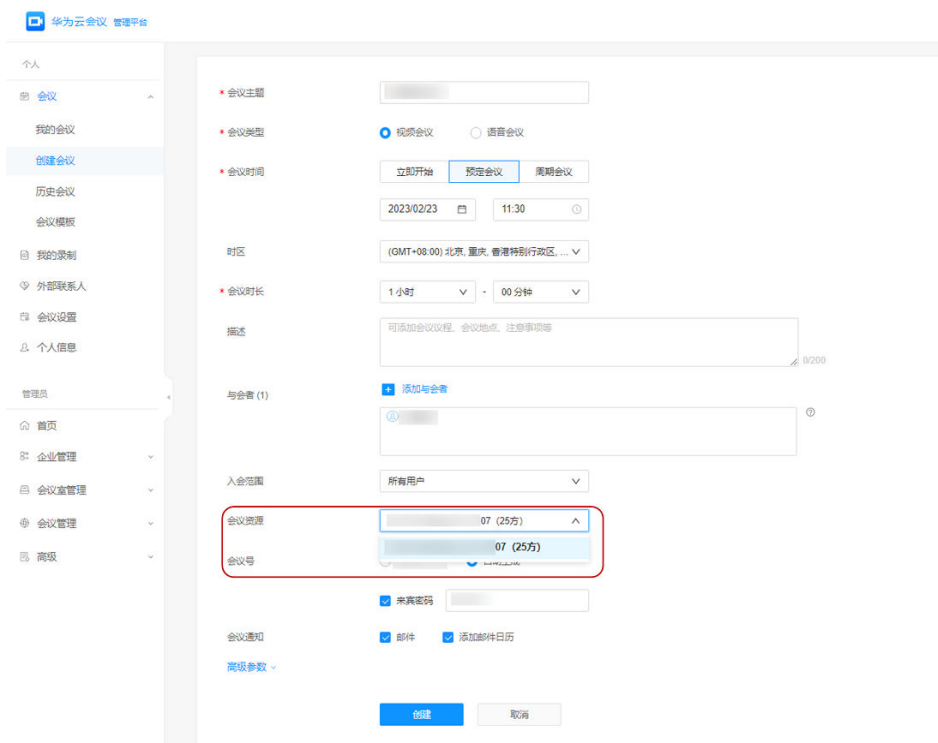 华为云会议 管理平台
个人
会议
我的会议
创建会议
历史会议
会议模板
我的录制
外部联系人
会议设置
个人信息
管理员
首页
企业管理
会议室管理
会议管理
高级
* 会议主题
* 会议类型 视频会议 语音会议
* 会议时间 立即开始 预定会议 周期会议
2023/02/23 11:30
时区 (GMT+08:00) 北京, 重庆, 香港特别行政区, ...
* 会议时长 1 小时 - 00 分钟
描述 可添加会议议程、会议地点、注意事项等
0/200
与会者 (1) 添加与会者
入会范围 所有用户
会议资源 07（25方）
07（25方）
会议号
来宾密码
会议通知 邮件 添加邮件日历
高级参数
创建 取消